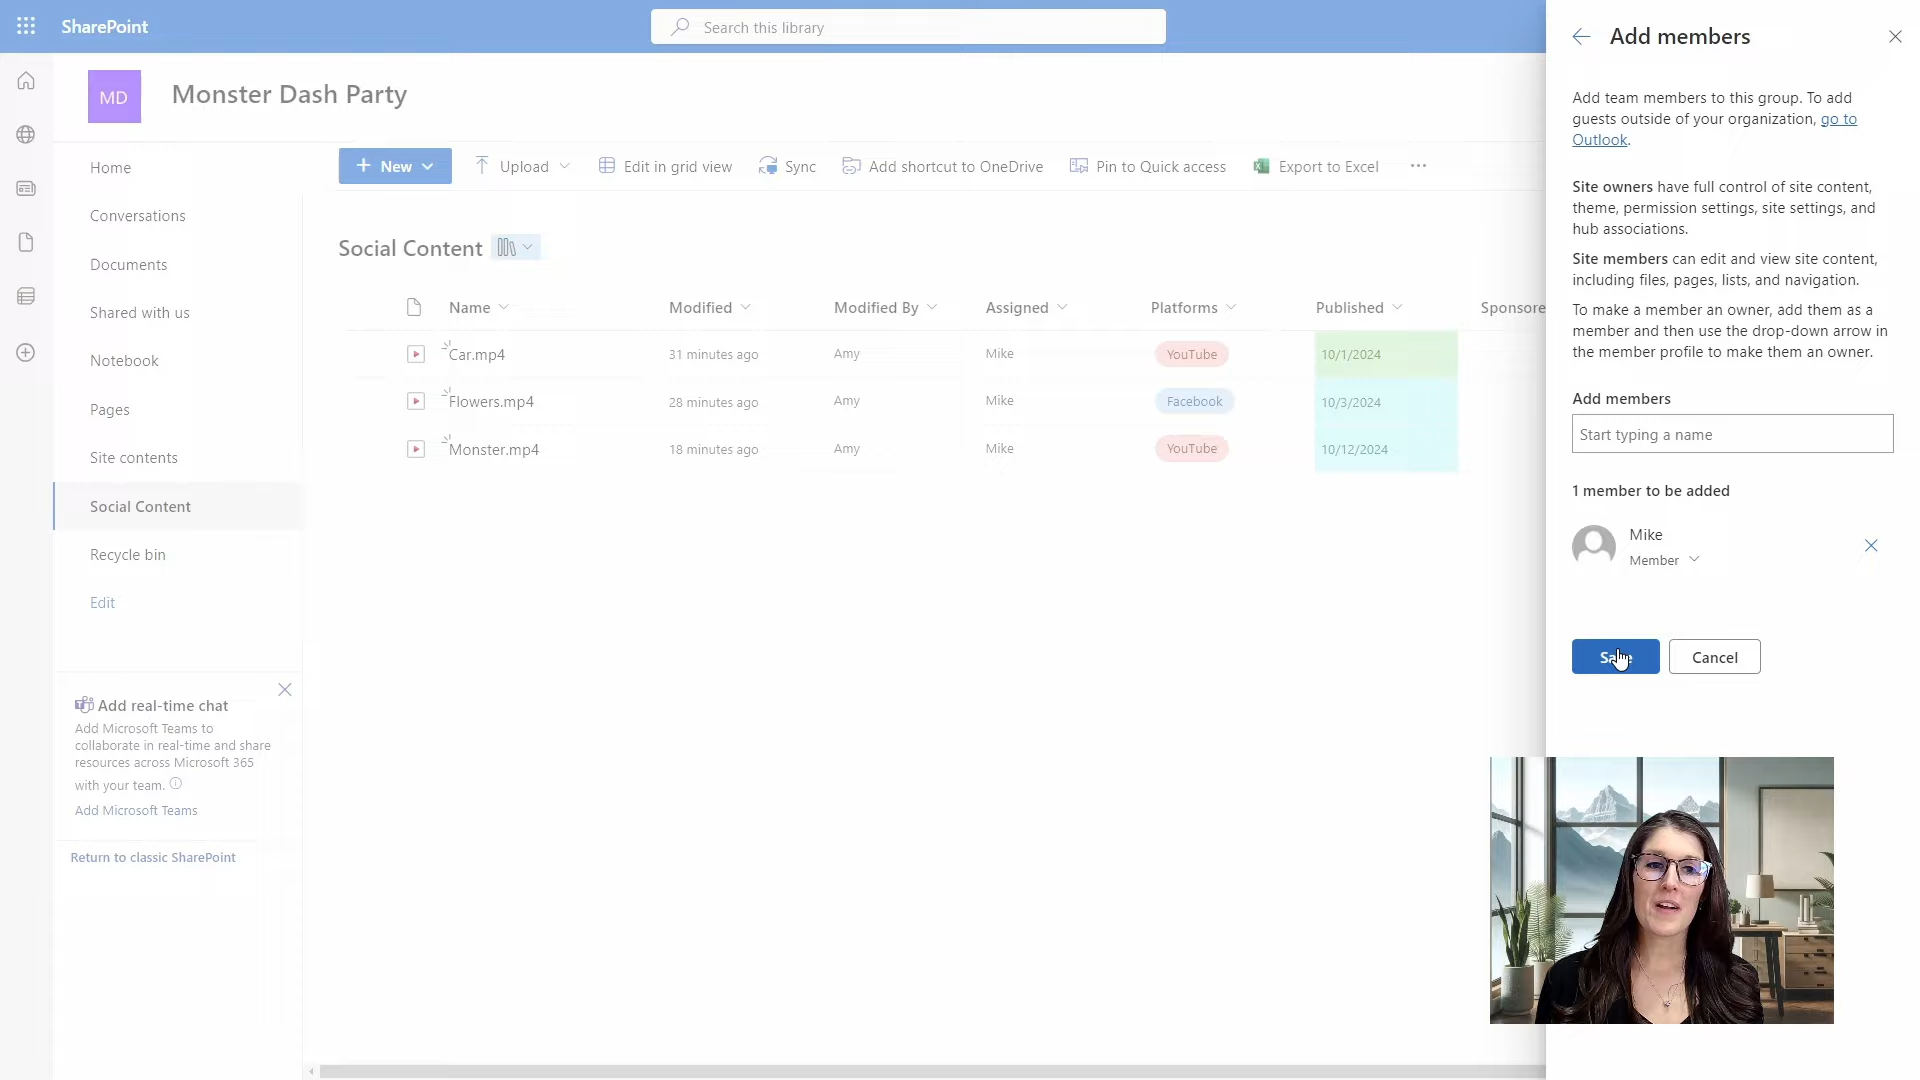 SharePoint
Search this library
MD
Monster Dash Party
Home
Conversations
Documents
Shared with us
Notebook
Pages
Site contents
Social Content
Recycle bin
Edit
Add real-time chat
Add Microsoft Teams to
collaborate in real-time and share
resources across Microsoft 365
with your team.
Add Microsoft Teams
Return to classic SharePoint
New
Upload
Edit in grid view
Sync
Add shortcut to OneDrive
Pin to Quick access
Export to Excel
Social Content
Name Modified Modified By Assigned Platforms Published Sponsore
Car.mp4 31 minutes ago Amy Mike YouTube 10/1/2024
Flowers.mp4 28 minutes ago Amy Mike Facebook 10/3/2024
Monster.mp4 18 minutes ago Amy Mike YouTube 10/12/2024
Add members
Add team members to this group. To add
guests outside of your organization, go to
Outlook.
Site owners have full control of site content,
theme, permission settings, site settings, and
hub associations.
Site members can edit and view site content,
including files, pages, lists, and navigation.
To make a member an owner, add them as a
member and then use the drop-down arrow in
the member profile to make them an owner.
Add members
Start typing a name
1 member to be added
Mike
Member
Cancel